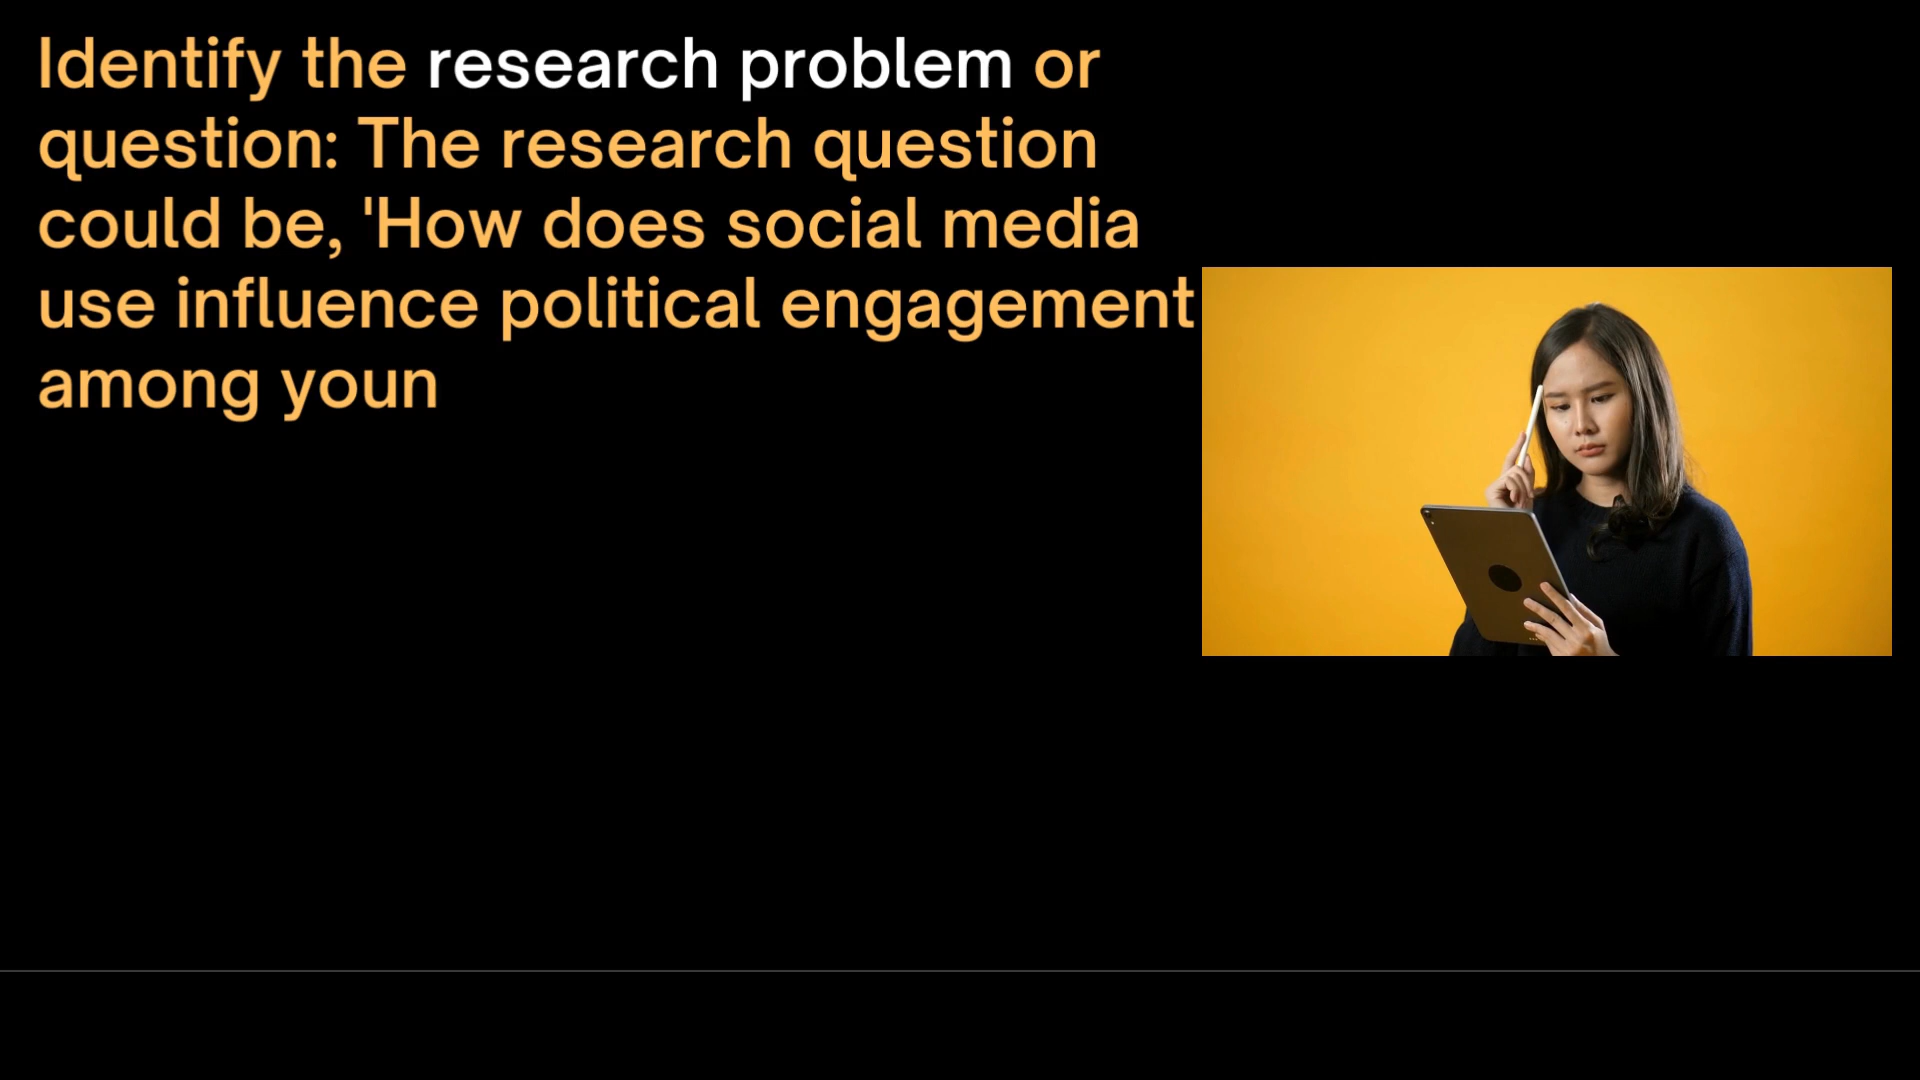 Identify the research problem or
question: The research question
could be, 'How does social media
use influence political engagement
among youn